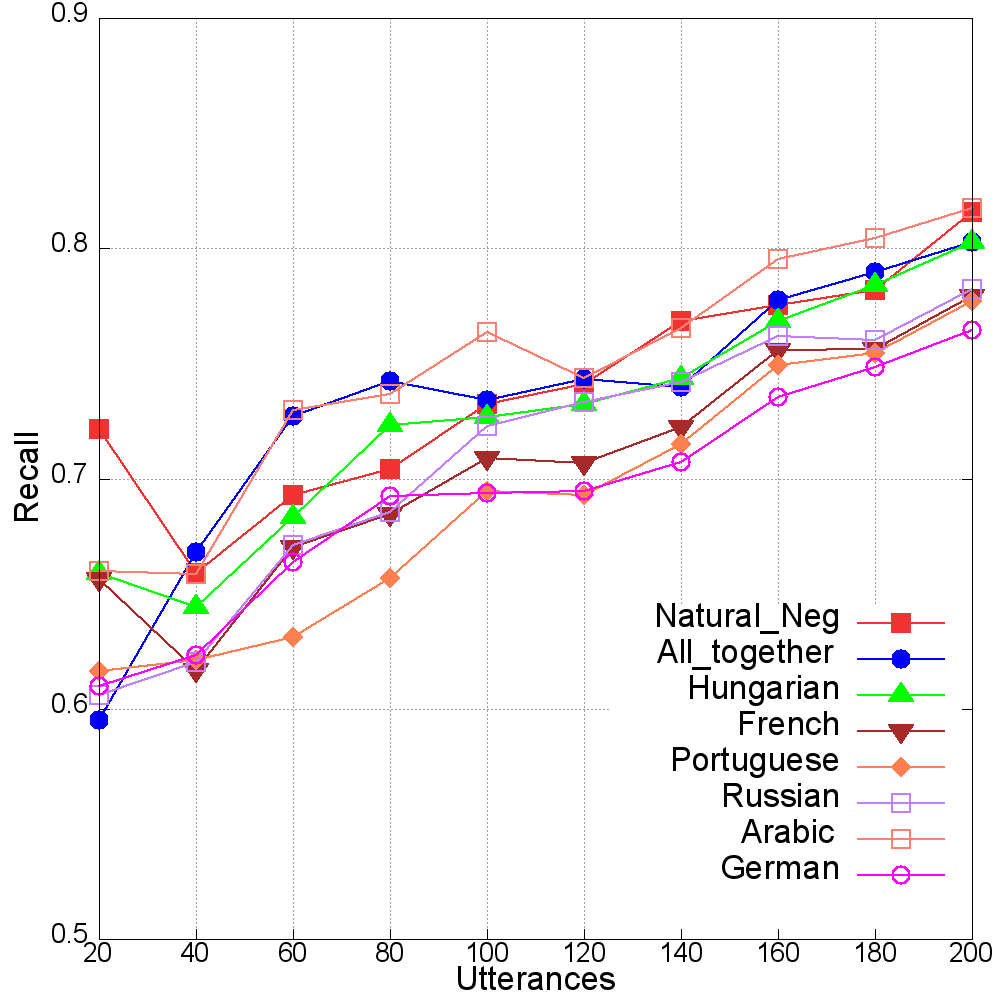 0.9
0.8
0.7
0.6
0.5
Recall
Natural_Neg
All_together
Hungarian
French
Portuguese
Russian
Arabic
German
20 40 60 80 100 120 140 160 180 200
Utterances